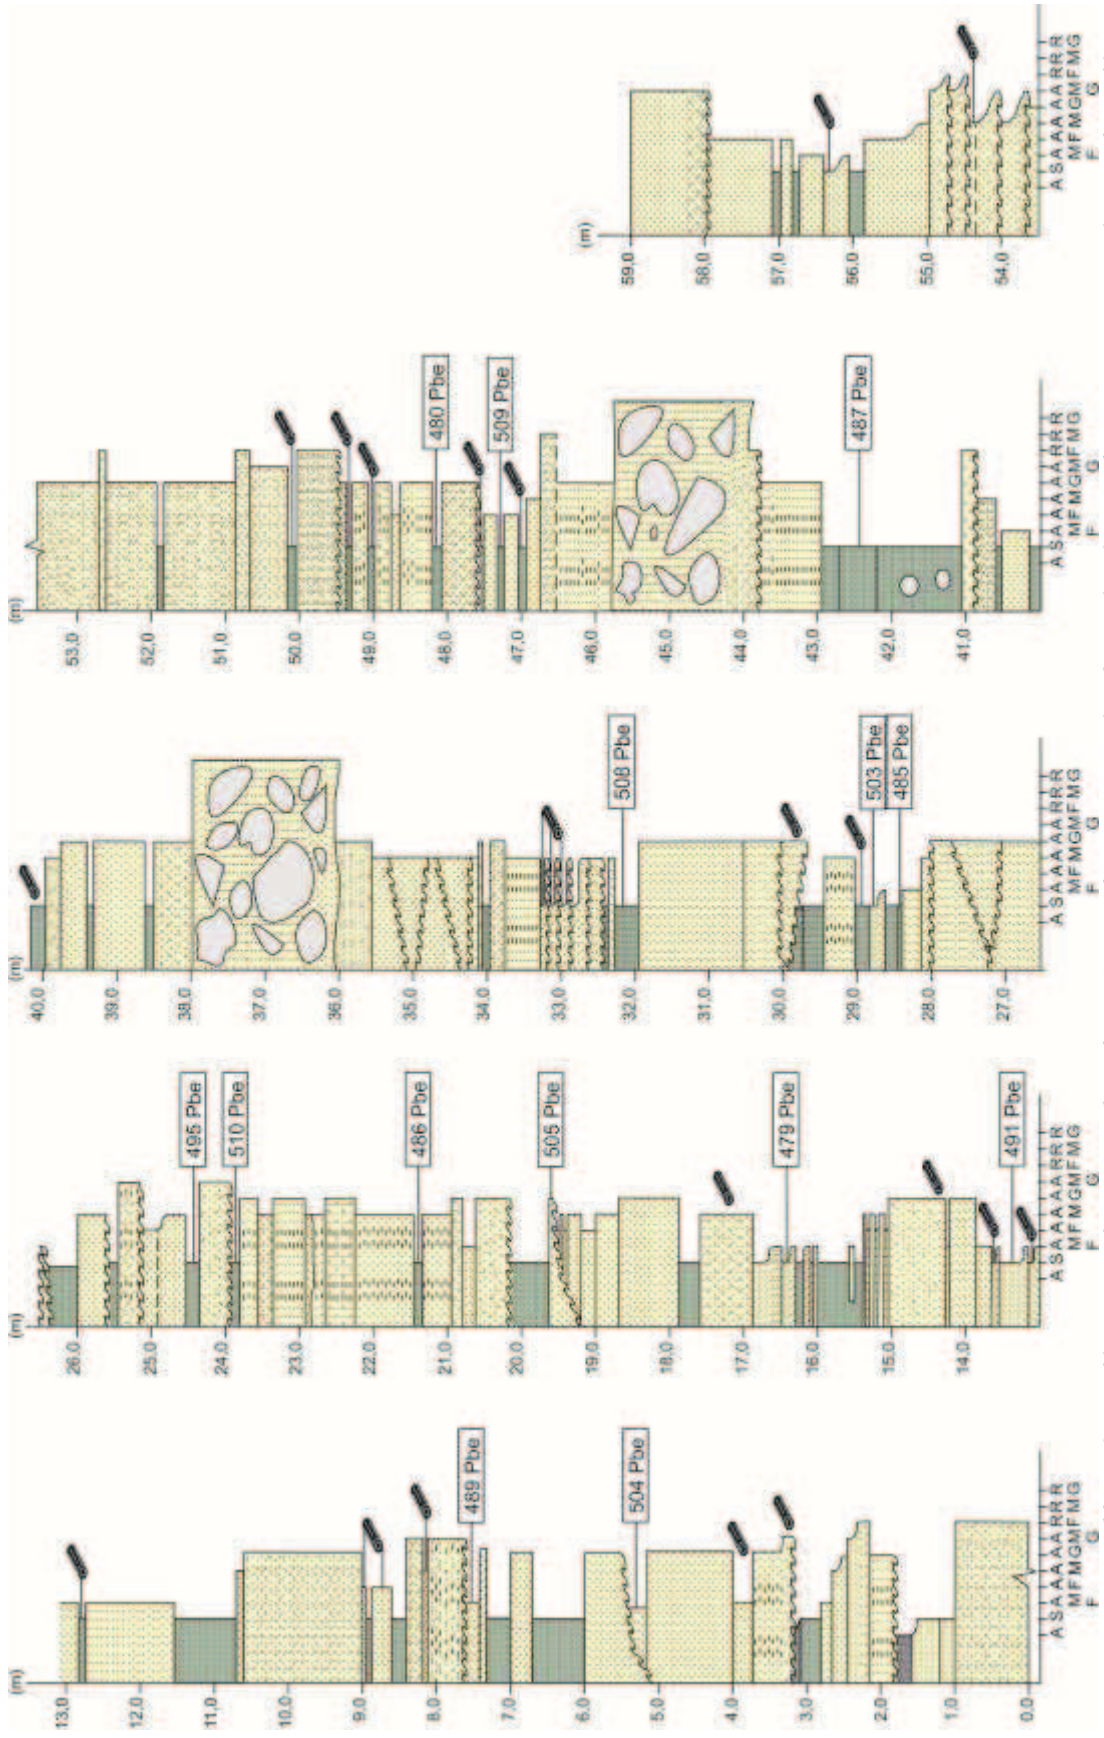 (m)
13,0
12,0
11,0
10,0
9,0
8,0
489 Pbe
7,0
6,0
504 Pbe
5,0
4,0
3,0
2,0
1,0
0,0
A S A A A A A R R R
M F M G M F M G
F G
(m)
26,0
25,0
495 Pbe
24,0
510 Pbe
23,0
22,0
486 Pbe
21,0
20,0
505 Pbe
19,0
18,0
17,0
479 Pbe
16,0
15,0
14,0
491 Pbe
A S A A A A A R R R
M F M G M F M G
F G
(m)
40,0
39,0
38,0
37,0
36,0
35,0
34,0
33,0
508 Pbe
32,0
31,0
30,0
29,0
503 Pbe
485 Pbe
28,0
27,0
A S A A A A A R R R
M F M G M F M G
F G
(m)
53,0
52,0
51,0
50,0
49,0
480 Pbe
48,0
509 Pbe
47,0
46,0
45,0
44,0
43,0
487 Pbe
42,0
41,0
A S A A A A A R R R
M F M G M F M G
F G
(m)
59,0
58,0
57,0
56,0
55,0
54,0
A S A A A A A R R R
M F M G M F M G
F G